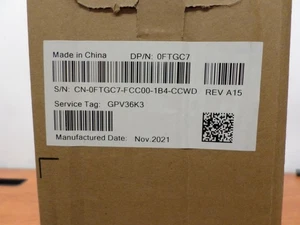 Made in China DP/N: 0FTGC7
S/N: CN-0FTGC7-FCC00-1B4-CCWD REV A15
Service Tag: GPV36K3
Manufactured Date: Nov.2021